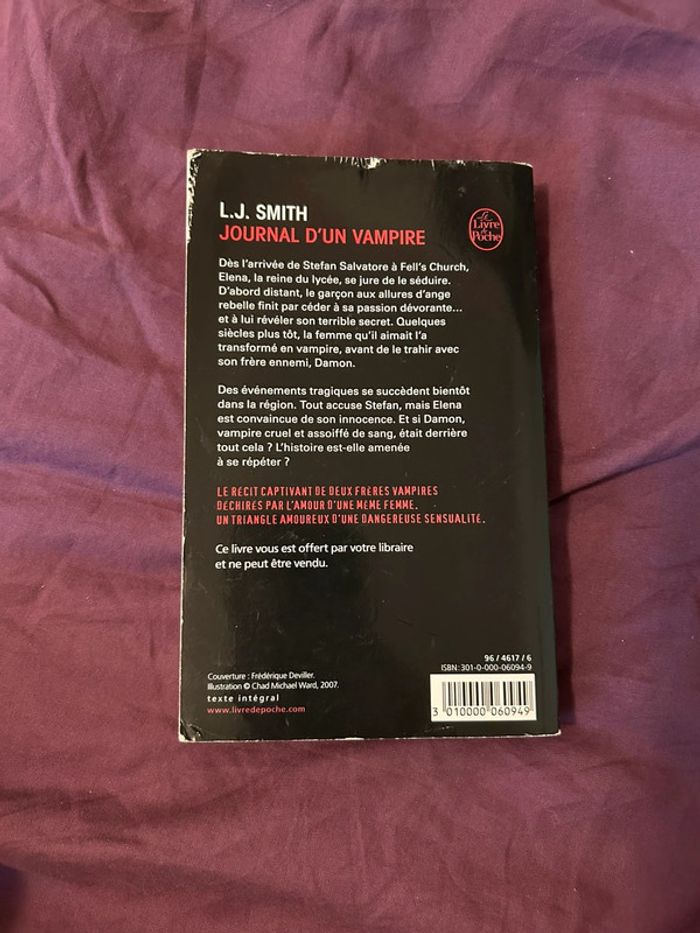 L.J. SMITH
JOURNAL D'UN VAMPIRE
Le
Livre
de
Poche
Dès l'arrivée de Stefan Salvatore à Fell's Church,
Elena, la reine du lycée, se jure de le séduire.
D'abord distant, le garçon aux allures d'ange
rebelle finit par céder à sa passion dévorante...
et à lui révéler son terrible secret. Quelques
siècles plus tôt, la femme qu'il aimait l'a
transformé en vampire, avant de le trahir avec
son frère ennemi, Damon.
Des événements tragiques se succèdent bientôt
dans la région. Tout accuse Stefan, mais Elena
est convaincue de son innocence. Et si Damon,
vampire cruel et assoiffé de sang, était derrière
tout cela ? L'histoire est-elle amenée
à se répéter ?
LE RÉCIT CAPTIVANT DE DEUX FRÈRES VAMPIRES
DÉCHIRÉS PAR L'AMOUR D'UNE MÊME FEMME.
UN TRIANGLE AMOUREUX D'UNE DANGEREUSE SENSUALITÉ.
Ce livre vous est offert par votre libraire
et ne peut être vendu.
Couverture : Frédérique Deviller.
Illustration © Chad Michael Ward, 2007.
texte intégral
www.livredepoche.com
96 / 4617 / 6
ISBN: 301-0-000-06094-9
3 010000 060949